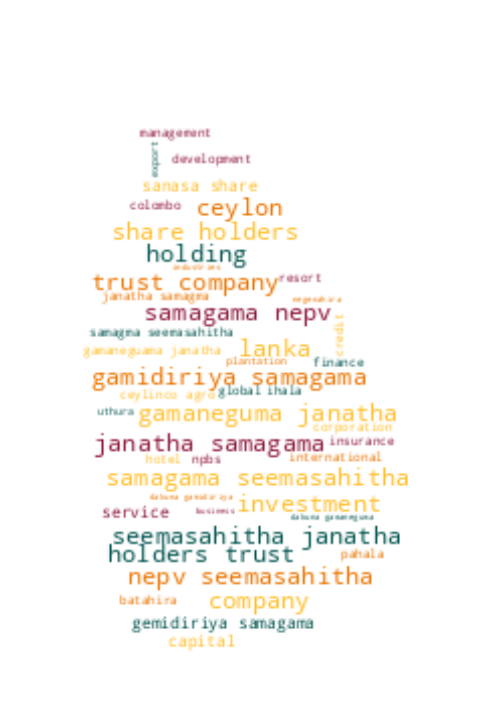 management
export
development
sanasa share
colombo ceylon
share holders
holding
industries
trust company resort
janatha samagma negenahira
samagama nepv
samagma seemasahitha credit
gamaneguama janatha lanka
plantation finance
gamidiriya samagama
ceylinco agro global ihala
uthura gamaneguma janatha
corporation
janatha samagama insurance
hotel npbs international
samagama seemasahitha
dakuna gamidiriya
investment
service business dakuna gamaneguma
seemasahitha janatha
holders trust pahala
nepv seemasahitha
batahira company
gemidiriya samagama
capital